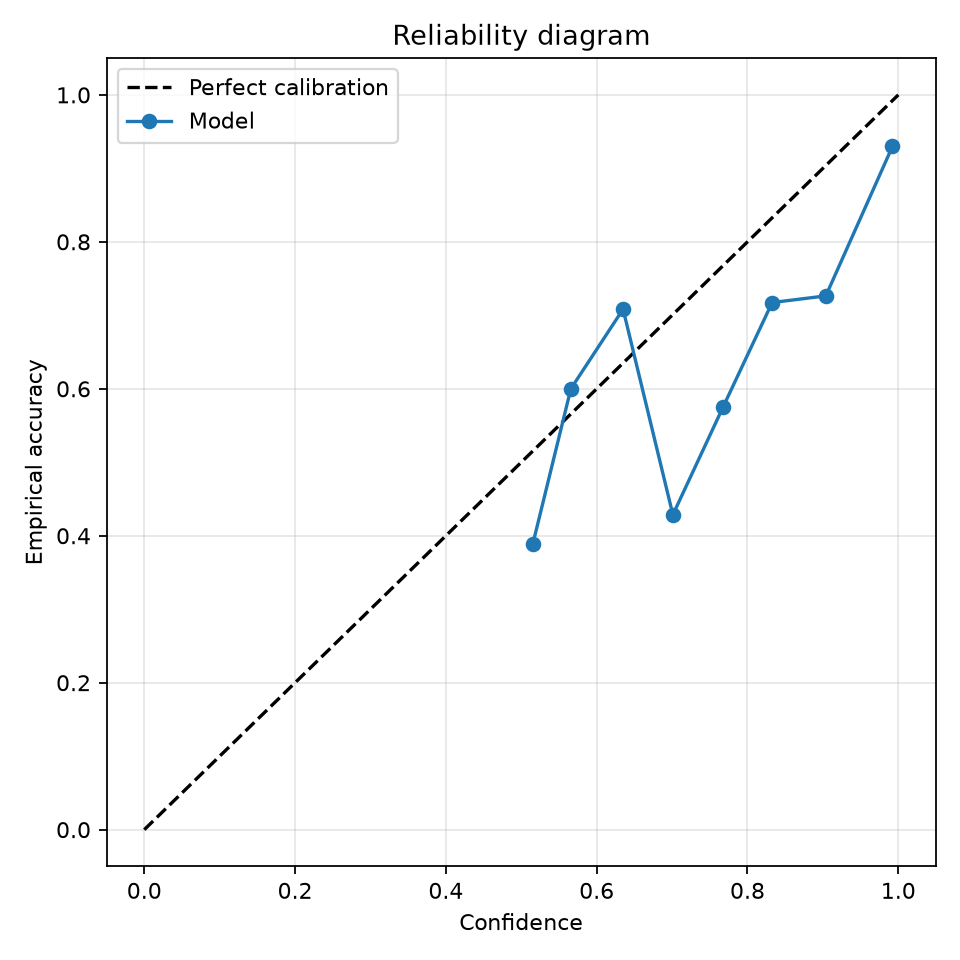 Reliability diagram
Perfect calibration
Model
Empirical accuracy
1.0
0.8
0.6
0.4
0.2
0.0
0.0 0.2 0.4 0.6 0.8 1.0
Confidence